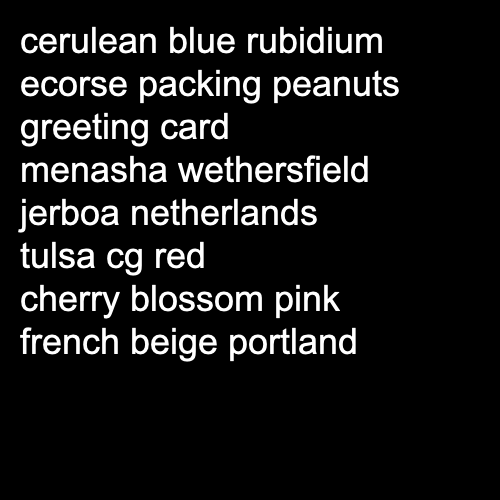 cerulean blue rubidium
ecorse packing peanuts
greeting card
menasha wethersfield
jerboa netherlands
tulsa cg red
cherry blossom pink
french beige portland